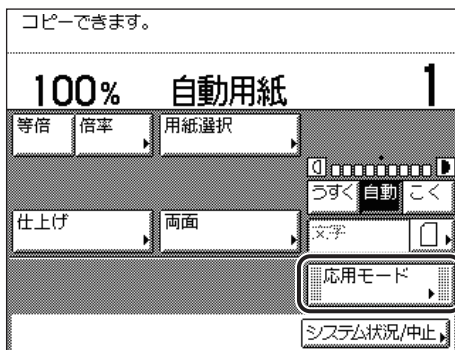 コピーできます。
100% 自動用紙 1
等倍 倍率 用紙選択
うすく 自動 こく
仕上げ 両面 文字
応用モード
システム状況/中止